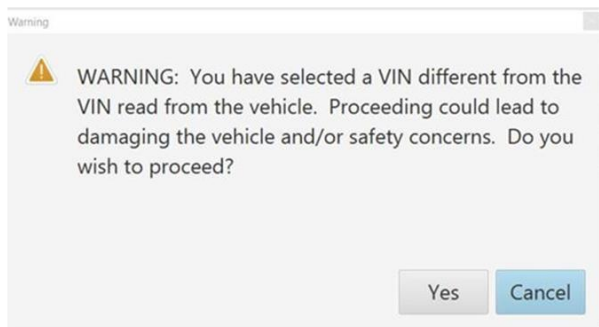 Warning
WARNING:  You have selected a VIN different from the
VIN read from the vehicle.  Proceeding could lead to
damaging the vehicle and/or safety concerns.  Do you
wish to proceed?
Yes
Cancel